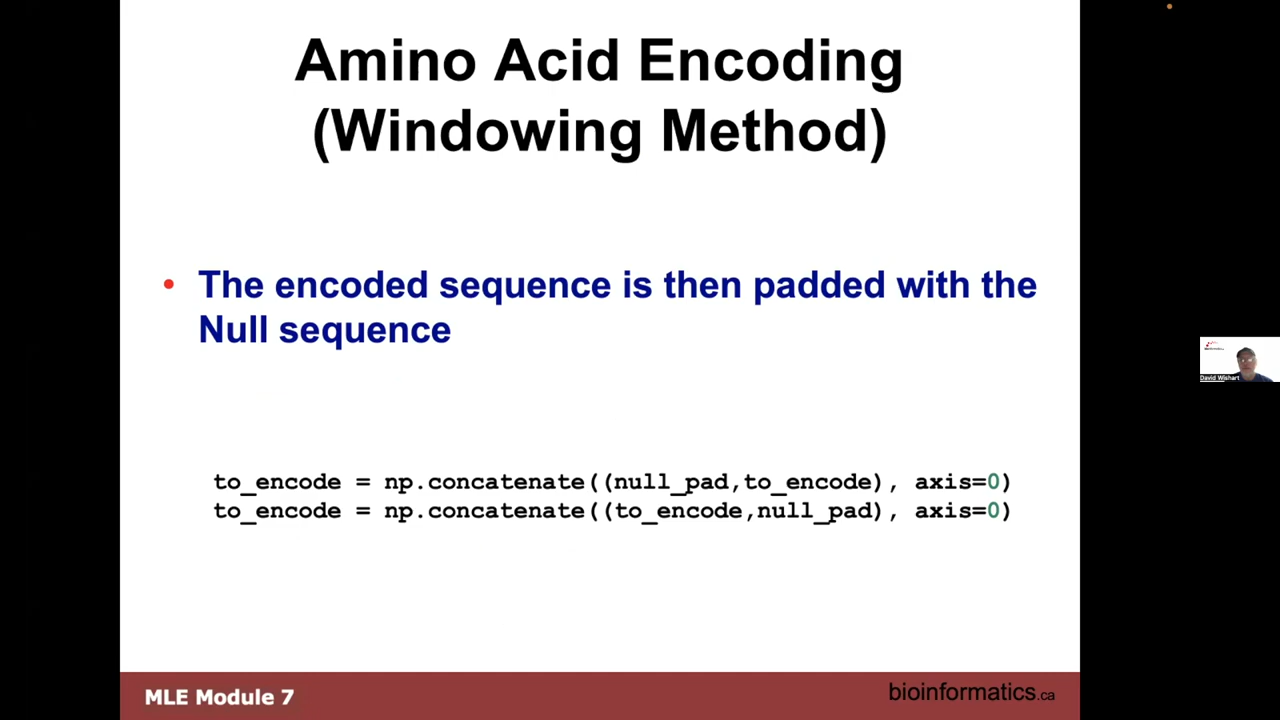 Amino Acid Encoding
(Windowing Method)
• The encoded sequence is then padded with the
Null sequence
to_encode = np.concatenate((null_pad,to_encode), axis=0)
to_encode = np.concatenate((to_encode,null_pad), axis=0)
David Wishart
MLE Module 7
bioinformatics.ca